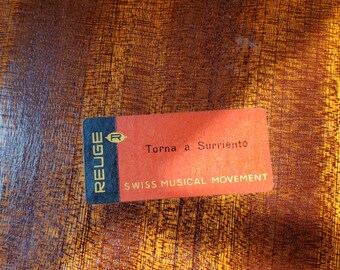 REUGE
R
Torna a Surriento
SWISS MUSICAL MOVEMENT